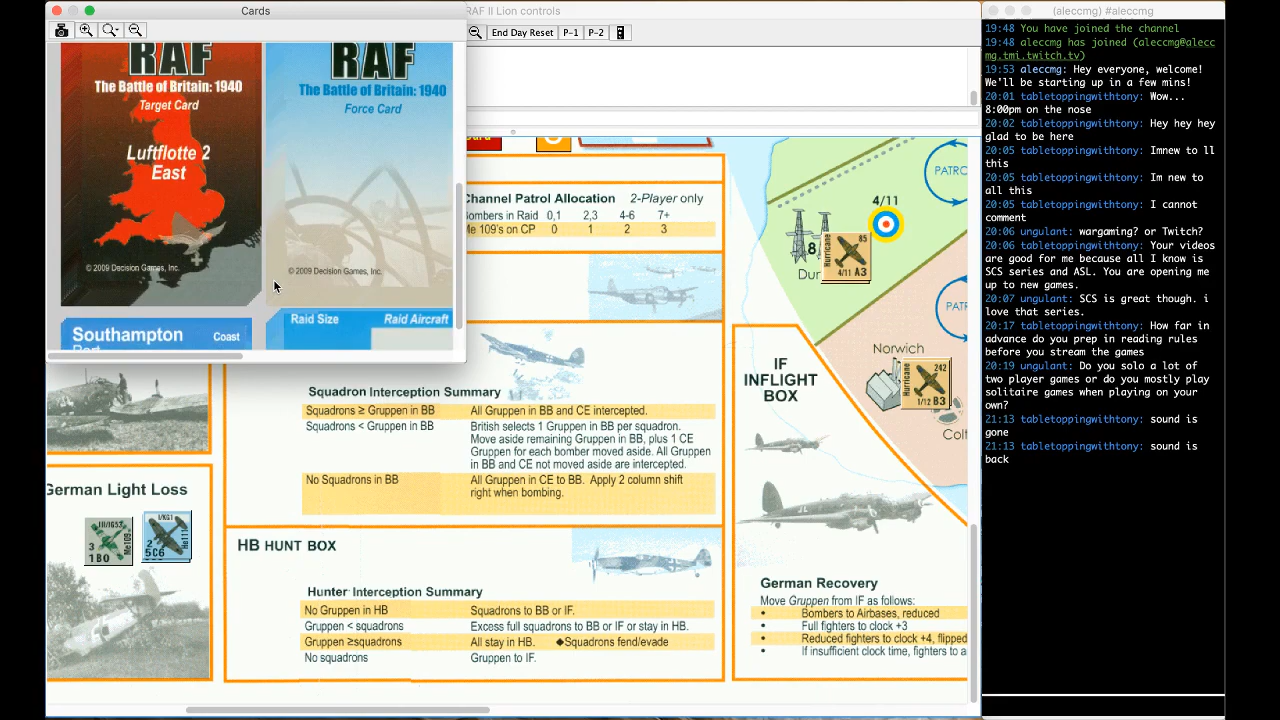 Cards
RAF II Lion controls
(aleccmg) #aleccmg
End Day Reset
P-1
P-2
RAF
The Battle of Britain: 1940
Target Card
Luftflotte 2
East
© 2009 Decision Games, Inc.
RAF
The Battle of Britain: 1940
Force Card
© 2009 Decision Games, Inc.
Southampton
Coast
Raid Size
Raid Aircraft
Channel Patrol Allocation 2-Player only
Bombers in Raid 0,1 2,3 4-6 7+
Me 109's on CP 0 1 2 3
Squadron Interception Summary
Squadrons ≥ Gruppen in BB All Gruppen in BB and CE intercepted.
Squadrons < Gruppen in BB British selects 1 Gruppen in BB per squadron.
Move aside remaining Gruppen in BB, plus 1 CE
Gruppen for each bomber moved aside. All Gruppen
in BB and CE not moved aside are intercepted.
No Squadrons in BB All Gruppen in CE to BB. Apply 2 column shift
right when bombing.
HB HUNT BOX
Hunter Interception Summary
No Gruppen in HB Squadrons to BB or IF.
Gruppen < squadrons Excess full squadrons to BB or IF or stay in HB.
Gruppen ≥squadrons All stay in HB. ◆Squadrons fend/evade
No squadrons Gruppen to IF.
German Light Loss
3
1B0
Me109
I/KG1
2
5C6
He111
PATRO
4/11
8
Dur
Hurricane
85
4/11 A3
PAT
Norwich
Hurricane
242
1/12 B3
Colt
IF
INFLIGHT
BOX
German Recovery
Move Gruppen from IF as follows:
• Bombers to Airbases, reduced
• Full fighters to clock +3
• Reduced fighters to clock +4, flipped
• If insufficient clock time, fighters to a
19:48 You have joined the channel
19:48 aleccmg has joined (aleccmg@alecc
mg.tmi.twitch.tv)
19:53 aleccmg: Hey everyone, welcome!
We'll be starting up in a few mins!
20:01 tabletoppingwithtony: Wow...
8:00pm on the nose
20:02 tabletoppingwithtony: Hey hey hey
glad to be here
20:05 tabletoppingwithtony: Imnew to ll
this
20:05 tabletoppingwithtony: Im new to
all this
20:05 tabletoppingwithtony: I cannot
comment
20:06 ungulant: wargaming? or Twitch?
20:06 tabletoppingwithtony: Your videos
are good for me because all I know is
SCS series and ASL. You are opening me
up to new games.
20:07 ungulant: SCS is great though. i
love that series.
20:17 tabletoppingwithtony: How far in
advance do you prep in reading rules
before you stream the games
20:19 ungulant: Do you solo a lot of
two player games or do you mostly play
solitaire games when playing on your
own?
21:13 tabletoppingwithtony: sound is
gone
21:13 tabletoppingwithtony: sound is
back